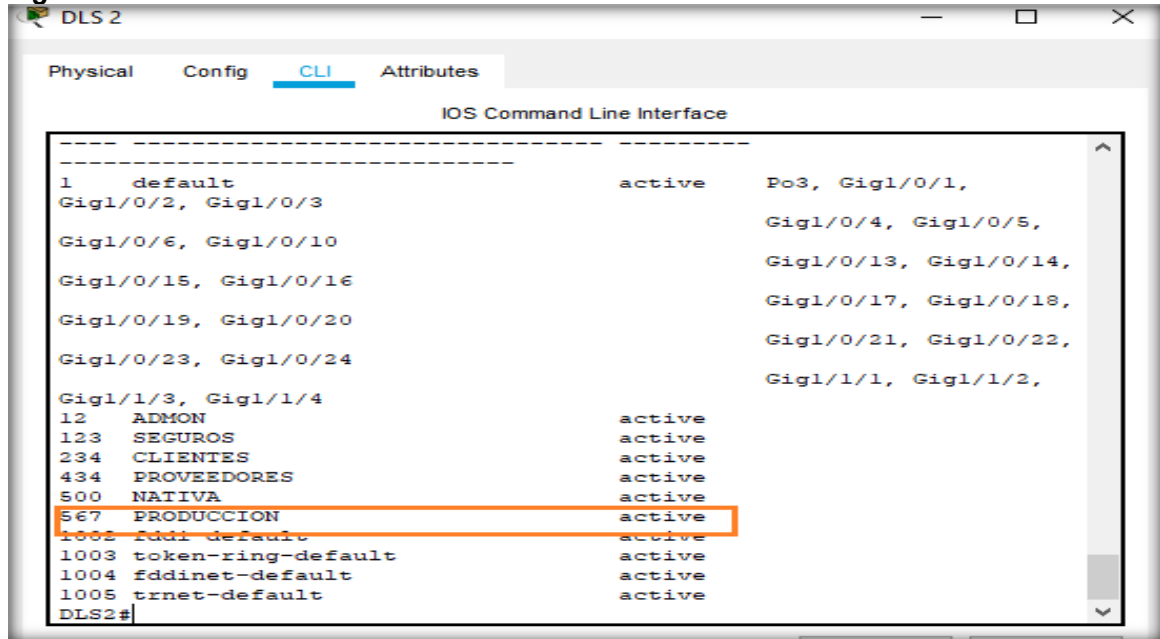 DLS 2
Physical Config CLI Attributes
IOS Command Line Interface
---- -------------------------------- ---------
-------------------------------
1 default active Po3, Gig1/0/1,
Gig1/0/2, Gig1/0/3
Gig1/0/4, Gig1/0/5,
Gig1/0/6, Gig1/0/10
Gig1/0/13, Gig1/0/14,
Gig1/0/15, Gig1/0/16
Gig1/0/17, Gig1/0/18,
Gig1/0/19, Gig1/0/20
Gig1/0/21, Gig1/0/22,
Gig1/0/23, Gig1/0/24
Gig1/1/1, Gig1/1/2,
Gig1/1/3, Gig1/1/4
12 ADMON active
123 SEGUROS active
234 CLIENTES active
434 PROVEEDORES active
500 NATIVA active
567 PRODUCCION active
1002 fddi-default active
1003 token-ring-default active
1004 fddinet-default active
1005 trnet-default active
DLS2#